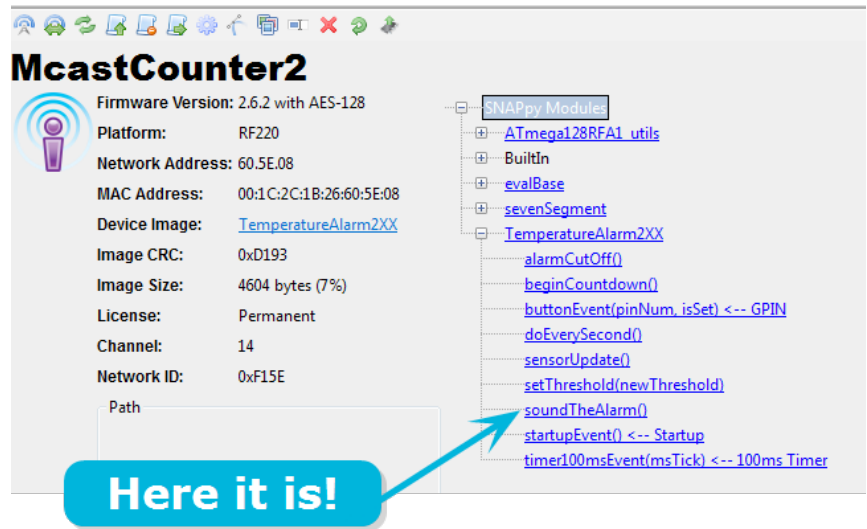 McastCounter2
Firmware Version: 2.6.2 with AES-128
Platform: RF220
Network Address: 60.5E.08
MAC Address: 00:1C:2C:1B:26:60:5E:08
Device Image: TemperatureAlarm2XX
Image CRC: 0xD193
Image Size: 4604 bytes (7%)
License: Permanent
Channel: 14
Network ID: 0xF15E
Path
SNAPpy Modules
ATmega128RFA1_utils
BuiltIn
evalBase
sevenSegment
TemperatureAlarm2XX
alarmCutOff()
beginCountdown()
buttonEvent(pinNum, isSet) <-- GPIN
doEverySecond()
sensorUpdate()
setThreshold(newThreshold)
soundTheAlarm()
startupEvent() <-- Startup
timer100msEvent(msTick) <-- 100ms Timer
Here it is!